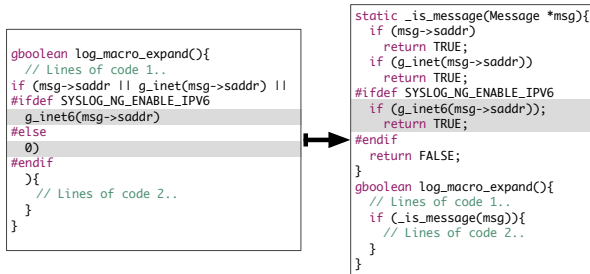 gboolean log_macro_expand(){
// Lines of code 1..
if (msg->saddr || g_inet(msg->saddr) ||
#ifdef SYSLOG_NG_ENABLE_IPV6
g_inet6(msg->saddr)
#else
0)
#endif
){
// Lines of code 2..
}
}
static _is_message(Message *msg){
if (msg->saddr)
return TRUE;
if (g_inet(msg->saddr))
return TRUE;
#ifdef SYSLOG_NG_ENABLE_IPV6
if (g_inet6(msg->saddr));
return TRUE;
#endif
return FALSE;
}
gboolean log_macro_expand(){
// Lines of code 1..
if (_is_message(msg)){
// Lines of code 2..
}
}